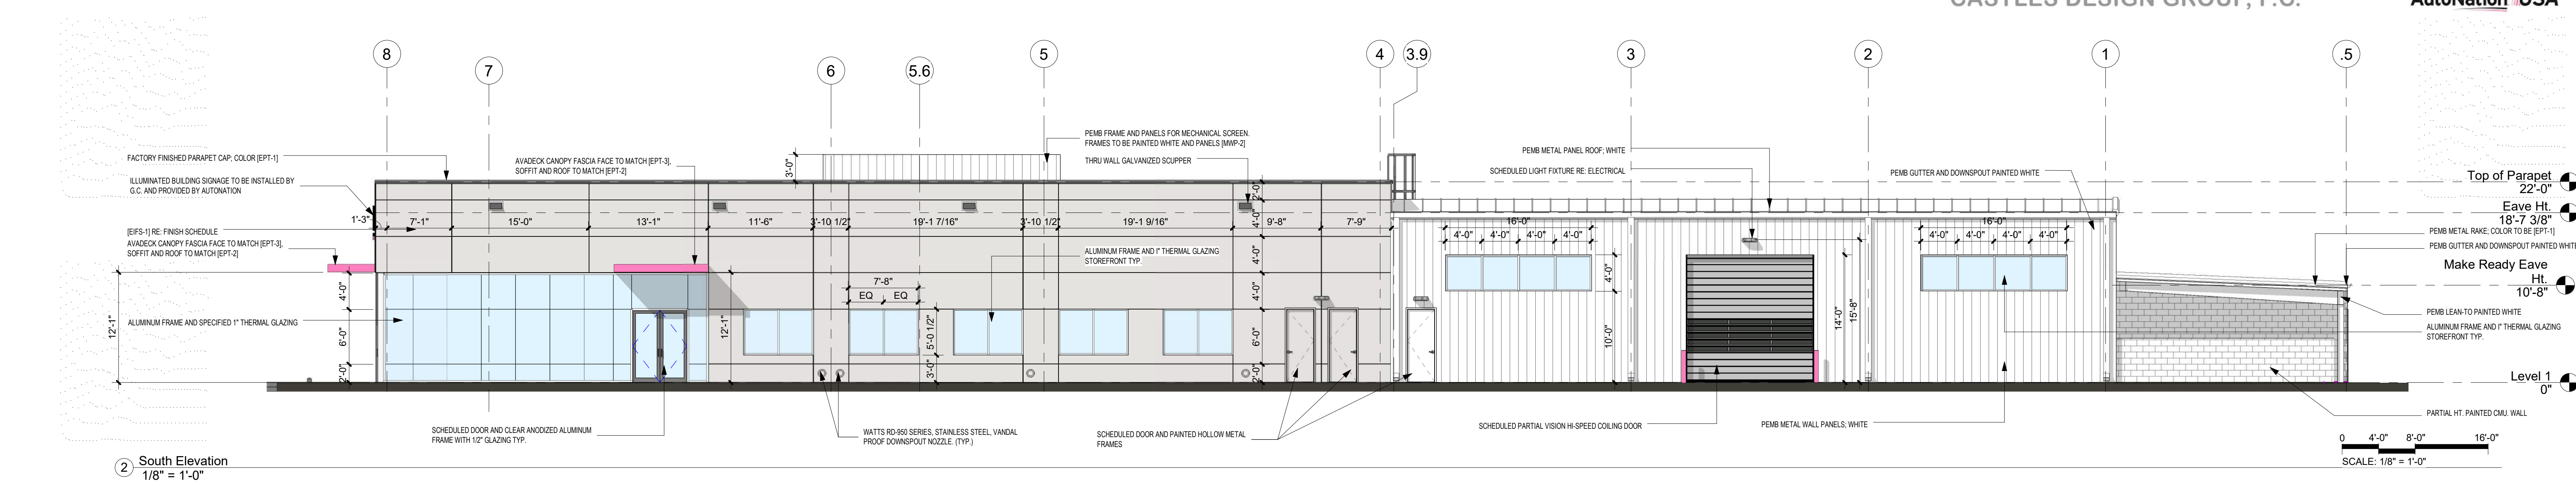 CASTLES DESIGN GROUP, P.C.
AutoNation USA
8
7
6
5.6
5
4
3.9
3
2
1
.5
FACTORY FINISHED PARAPET CAP; COLOR [EPT-1]
ILLUMINATED BUILDING SIGNAGE TO BE INSTALLED BY
G.C. AND PROVIDED BY AUTONATION
[EIFS-1] RE: FINISH SCHEDULE
AVADECK CANOPY FASCIA FACE TO MATCH [EPT-3],
SOFFIT AND ROOF TO MATCH [EPT-2]
ALUMINUM FRAME AND SPECIFIED 1" THERMAL GLAZING
AVADECK CANOPY FASCIA FACE TO MATCH [EPT-3],
SOFFIT AND ROOF TO MATCH [EPT-2]
3'-0"
PEMB FRAME AND PANELS FOR MECHANICAL SCREEN.
FRAMES TO BE PAINTED WHITE AND PANELS [MWP-2]
THRU WALL GALVANIZED SCUPPER
1'-3"
7'-1"
15'-0"
13'-1"
11'-6"
3'-10 1/2"
19'-1 7/16"
3'-10 1/2"
19'-1 9/16"
9'-8"
7'-9"
2'-0"
4'-0"
4'-0"
4'-0"
6'-0"
2'-0"
ALUMINUM FRAME AND I" THERMAL GLAZING
STOREFRONT TYP.
7'-8"
EQ
EQ
5'-0 1/2"
3'-0"
12'-1"
4'-0"
6'-0"
2'-0"
12'-1"
PEMB METAL PANEL ROOF; WHITE
SCHEDULED LIGHT FIXTURE RE: ELECTRICAL
PEMB GUTTER AND DOWNSPOUT PAINTED WHITE
16'-0"
4'-0"
4'-0"
4'-0"
4'-0"
4'-0"
10'-0"
14'-0"
15'-8"
16'-0"
4'-0"
4'-0"
4'-0"
4'-0"
Top of Parapet
22'-0"
Eave Ht.
18'-7 3/8"
PEMB METAL RAKE; COLOR TO BE [EPT-1]
PEMB GUTTER AND DOWNSPOUT PAINTED WHITE
Make Ready Eave
Ht.
10'-8"
PEMB LEAN-TO PAINTED WHITE
ALUMINUM FRAME AND I" THERMAL GLAZING
STOREFRONT TYP.
Level 1
0"
PARTIAL HT. PAINTED CMU. WALL
SCHEDULED DOOR AND CLEAR ANODIZED ALUMINUM
FRAME WITH 1/2" GLAZING TYP.
WATTS RD-950 SERIES, STAINLESS STEEL, VANDAL
PROOF DOWNSPOUT NOZZLE. (TYP.)
SCHEDULED DOOR AND PAINTED HOLLOW METAL
FRAMES
SCHEDULED PARTIAL VISION HI-SPEED COILING DOOR
PEMB METAL WALL PANELS; WHITE
0 4'-0" 8'-0" 16'-0"
SCALE: 1/8" = 1'-0"
2 South Elevation
1/8" = 1'-0"